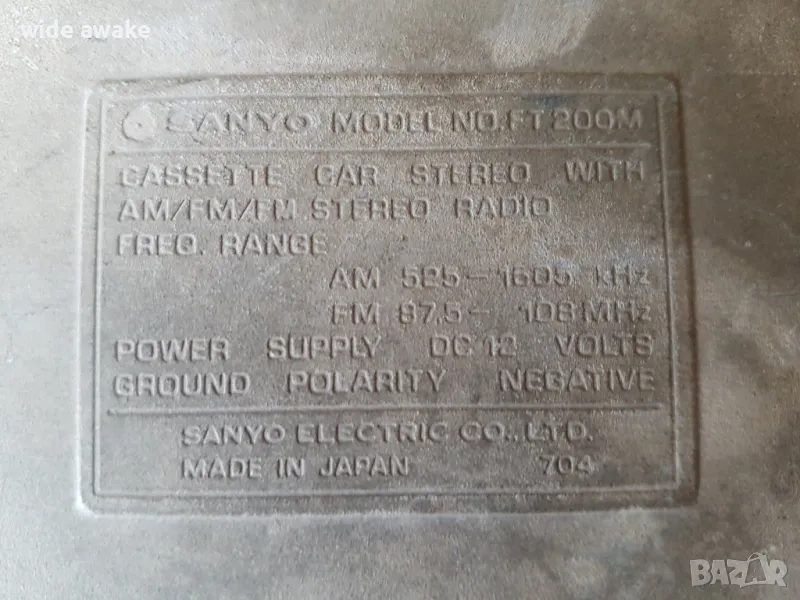 wide awake
SANYO MODEL NO. FT200M
CASSETTE CAR STEREO WITH
AM/FM/FM STEREO RADIO
FREQ. RANGE
AM 525-1605 kHz
FM 87.5-108 MHz
POWER SUPPLY DC 12 VOLTS
GROUND POLARITY NEGATIVE
SANYO ELECTRIC CO., LTD.
MADE IN JAPAN 704
BAZAR